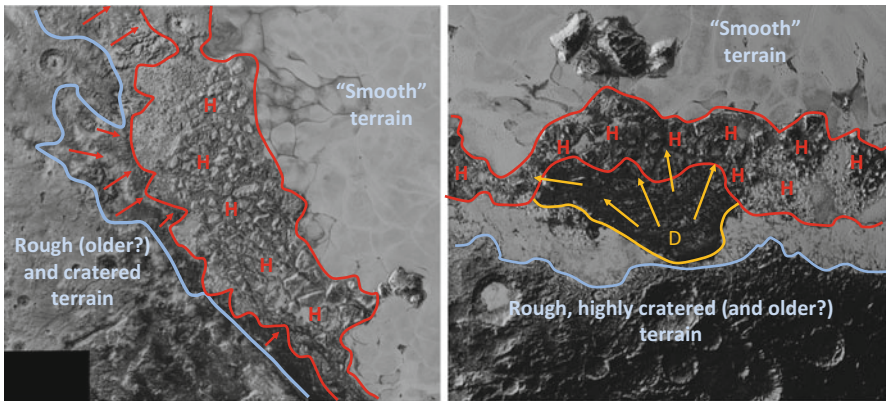 “Smooth”
terrain
H
H
H
H
H
Rough (older?)
and cratered
terrain
“Smooth”
terrain
H
H
H
H
H
H
H
H
D
Rough, highly cratered (and older?)
terrain